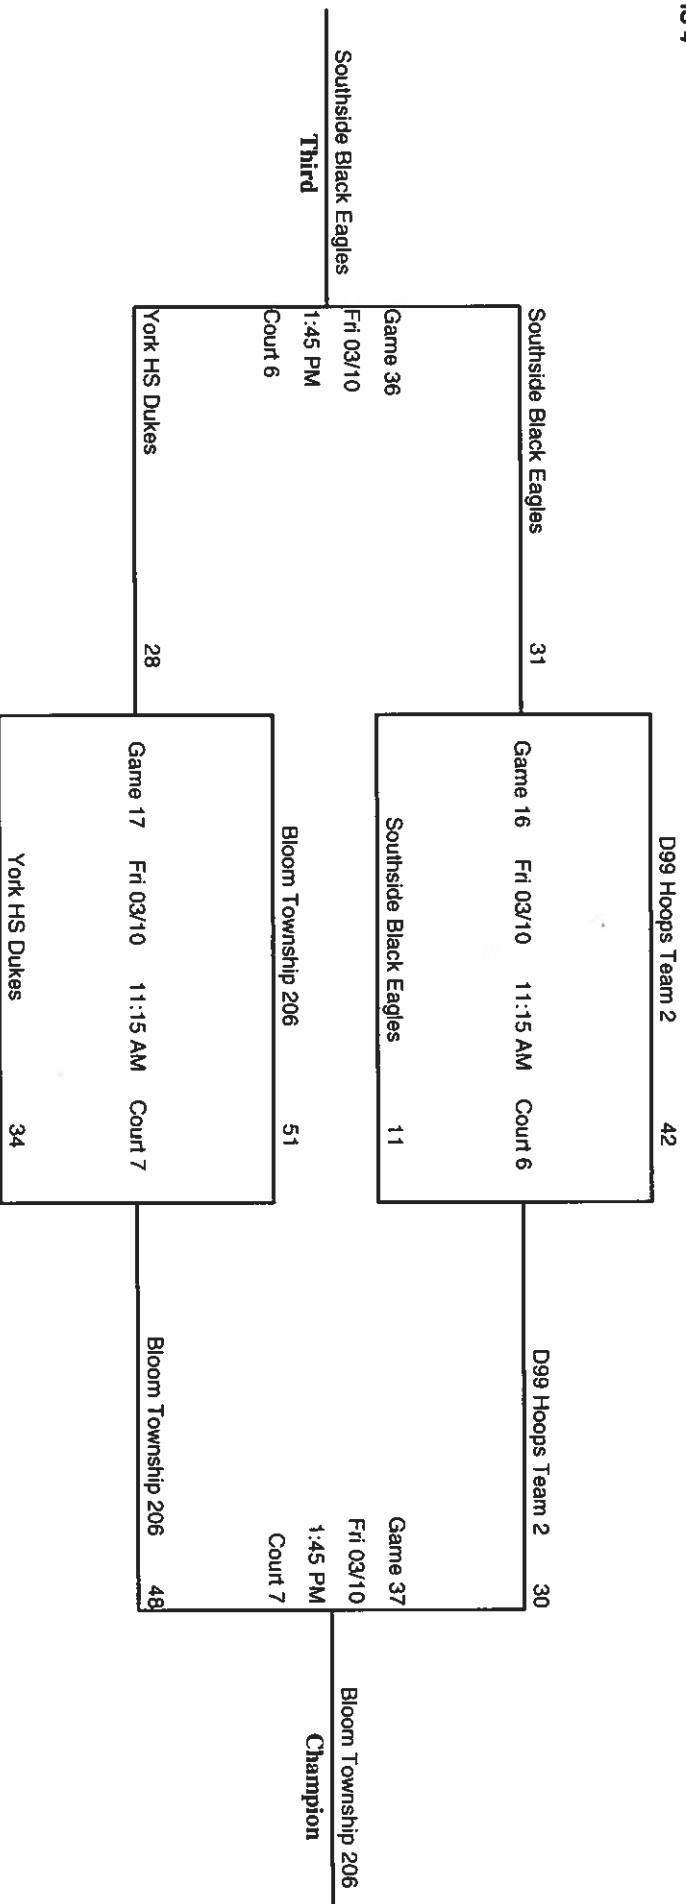 D99 Hoops Team 2 42
Game 16 Fri 03/10 11:15 AM Court 6
Southside Black Eagles 11
Southside Black Eagles 31
D99 Hoops Team 2 30
Game 36
Fri 03/10
1:45 PM
Court 6
Southside Black Eagles
Third
Game 37
Fri 03/10
1:45 PM
Court 7
Bloom Township 206
Champion
Bloom Township 206 51
Game 17 Fri 03/10 11:15 AM Court 7
York HS Dukes 34
York HS Dukes 28
Bloom Township 206 48